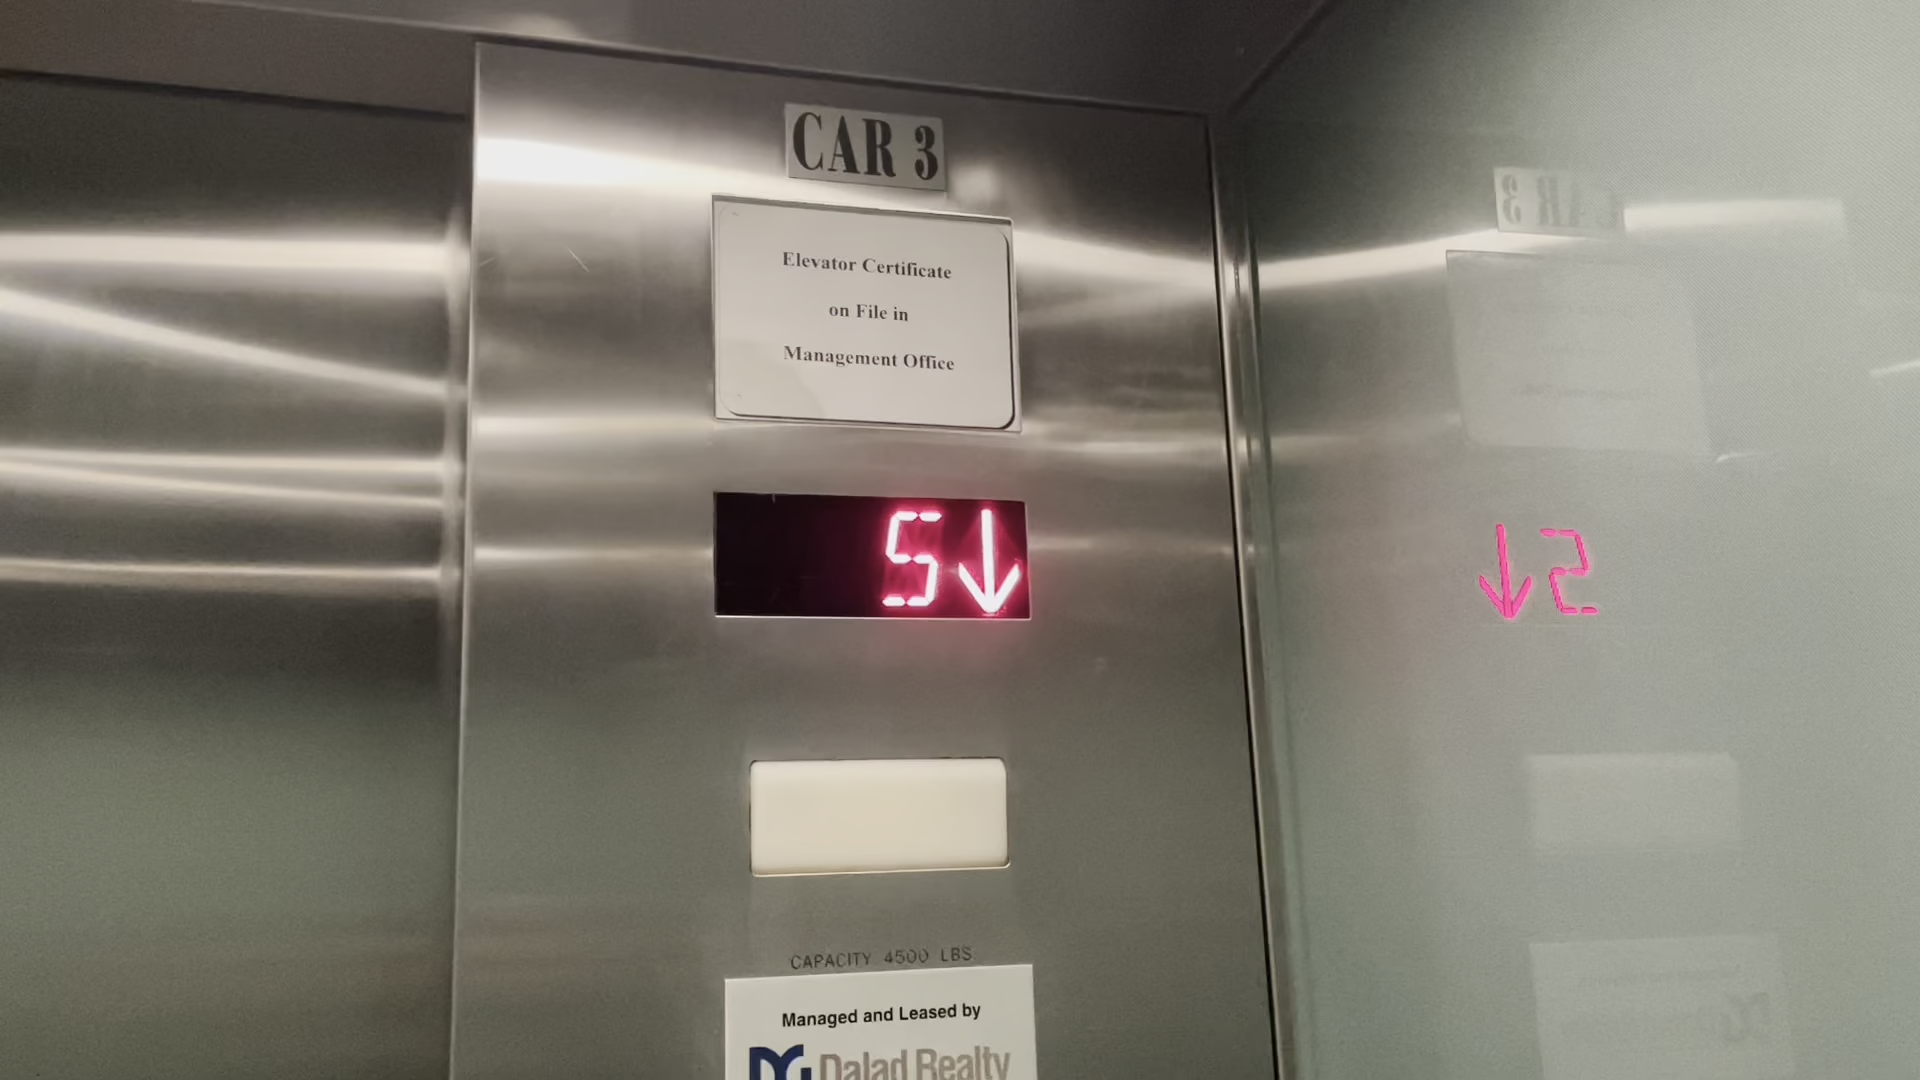 CAR 3
Elevator Certificate
on File in
Management Office
5↓
CAPACITY 4500 LBS
Managed and Leased by
DG Dalad Realty